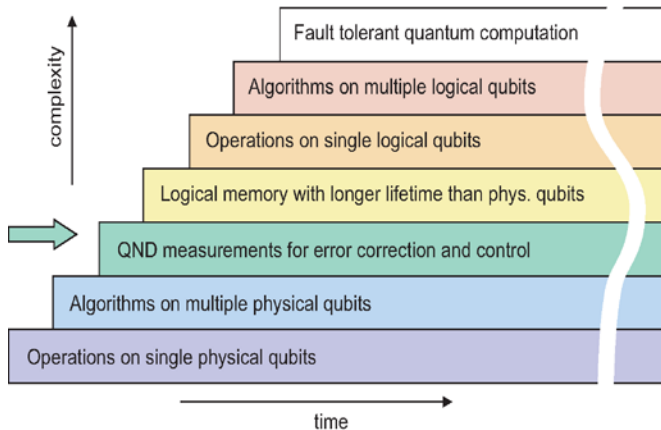 complexity
Fault tolerant quantum computation
Algorithms on multiple logical qubits
Operations on single logical qubits
Logical memory with longer lifetime than phys. qubits
QND measurements for error correction and control
Algorithms on multiple physical qubits
Operations on single physical qubits
time